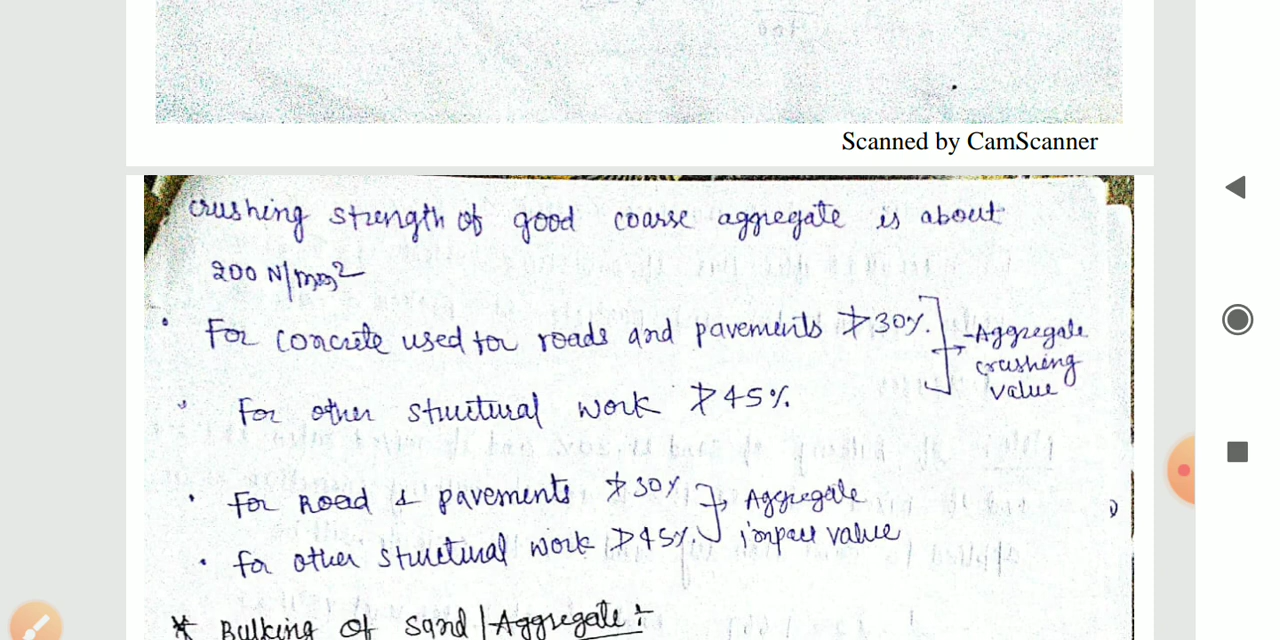 Scanned by CamScanner
crushing strength of good coarse aggregate is about
200 N/mm²
• For concrete used for roads and pavements ≯30%.
- Aggregate
crushing
value
• For other structural work ≯45%
• For Road & pavements ≯30%
• For other structural work ≯45%.
Aggregate
impact value
* Bulking of sand/Aggregate :-